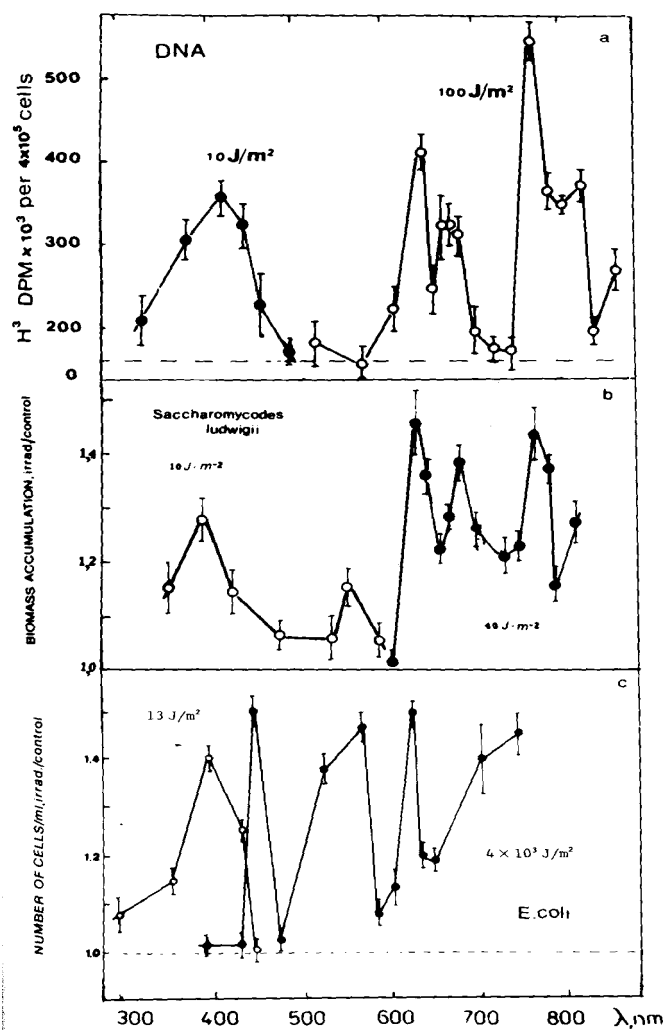 a
DNA
500
400
300
200
0
H³ DPM x 10³ per 4x10⁵ cells
10 J/m²
100 J/m²
b
Saccharomycodes
ludwigii
10 J · m⁻²
1,4
1,2
1,0
BIOMASS ACCUMULATION, irrad/control
c
13 J/m²
1.4
1.2
1.0
NUMBER OF CELLS/ml, irrad/control
4 × 10³ J/m²
E.coli
300 400 500 600 700 800 λ, nm